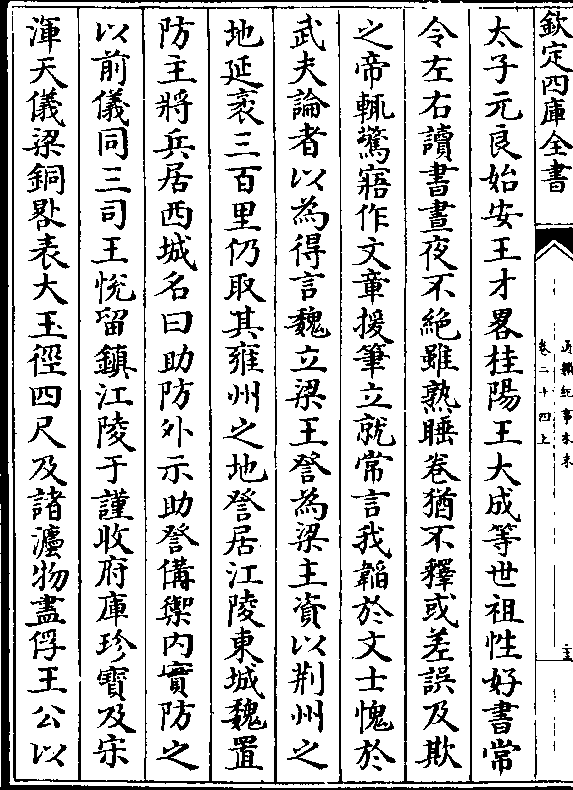 欽定四庫全書
通鑑紀事本末
卷二十四上
太子元良始安王才畧桂陽王大成等世祖性好書常
令左右讀書晝夜不絶雖熟睡卷猶不釋或差誤及欺
之帝輒驚寤作文章援筆立就常言我韜於文士愧於
武夫論者以為得言魏立梁王詧為梁主資以荆州之
地延袤三百里仍取其雍州之地詧居江陵東城魏置
防主將兵居西城名曰助防外示助詧備禦内實防之
以前儀同三司王悦留鎮江陵于謹收府庫珍寶及宋
渾天儀梁銅晷表大玉徑四尺及諸灋物盡俘王公以